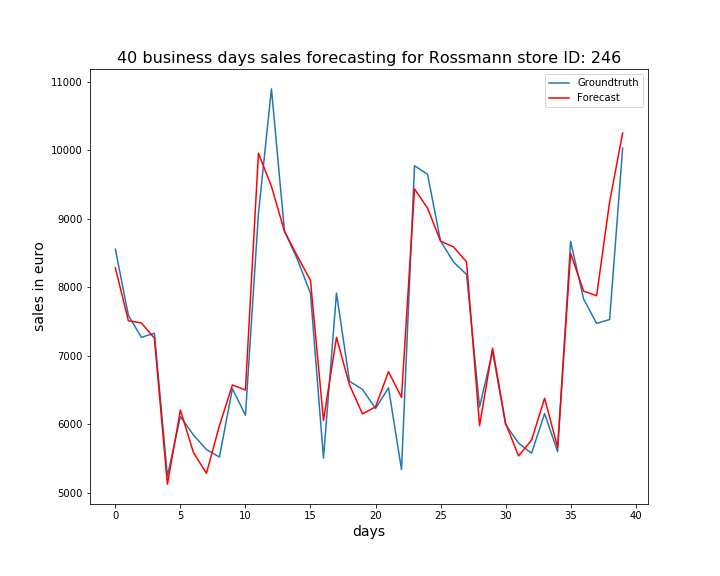 40 business days sales forecasting for Rossmann store ID: 246
Groundtruth
Forecast
11000
10000
9000
8000
7000
6000
5000
sales in euro
0 5 10 15 20 25 30 35 40
days